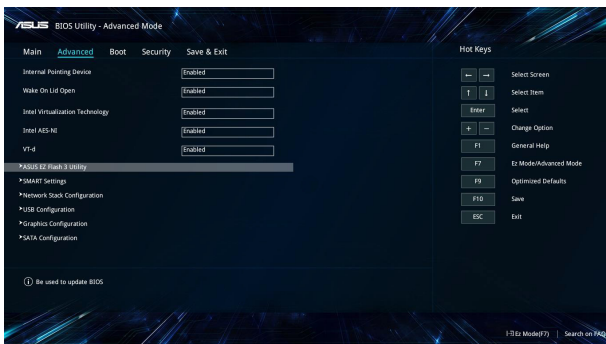 ASUS BIOS Utility - Advanced Mode
Main Advanced Boot Security Save & Exit
Hot Keys
Internal Pointing Device Enabled
Wake On Lid Open Enabled
Intel Virtualization Technology Enabled
Intel AES-NI Enabled
VT-d Enabled
>ASUS EZ Flash 3 Utility
>SMART Settings
>Network Stack Configuration
>USB Configuration
>Graphics Configuration
>SATA Configuration
← → Select Screen
↑ ↓ Select Item
Enter Select
+ − Change Option
F1 General Help
F7 Ez Mode/Advanced Mode
F9 Optimized Defaults
F10 Save
ESC Exit
Be used to update BIOS
Ez Mode(F7) | Search on FAQ